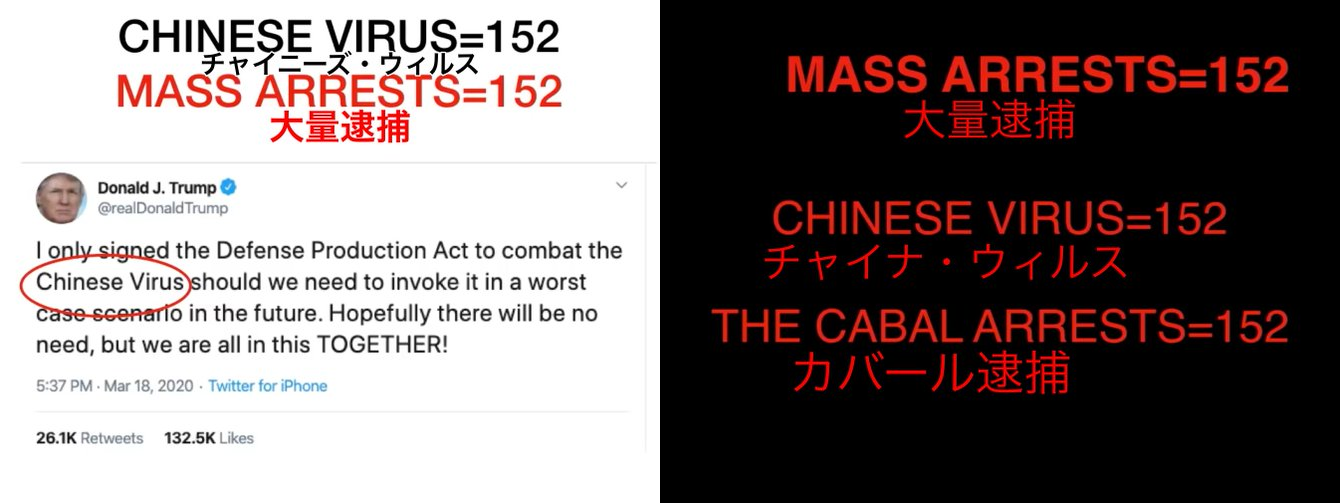 CHINESE VIRUS=152
チャイニーズ・ウィルス
MASS ARRESTS=152
大量逮捕
Donald J. Trump
@realDonaldTrump
I only signed the Defense Production Act to combat the
Chinese Virus should we need to invoke it in a worst
case scenario in the future. Hopefully there will be no
need, but we are all in this TOGETHER!
5:37 PM · Mar 18, 2020 · Twitter for iPhone
26.1K Retweets 132.5K Likes
MASS ARRESTS=152
大量逮捕
CHINESE VIRUS=152
チャイナ・ウィルス
THE CABAL ARRESTS=152
カバール逮捕